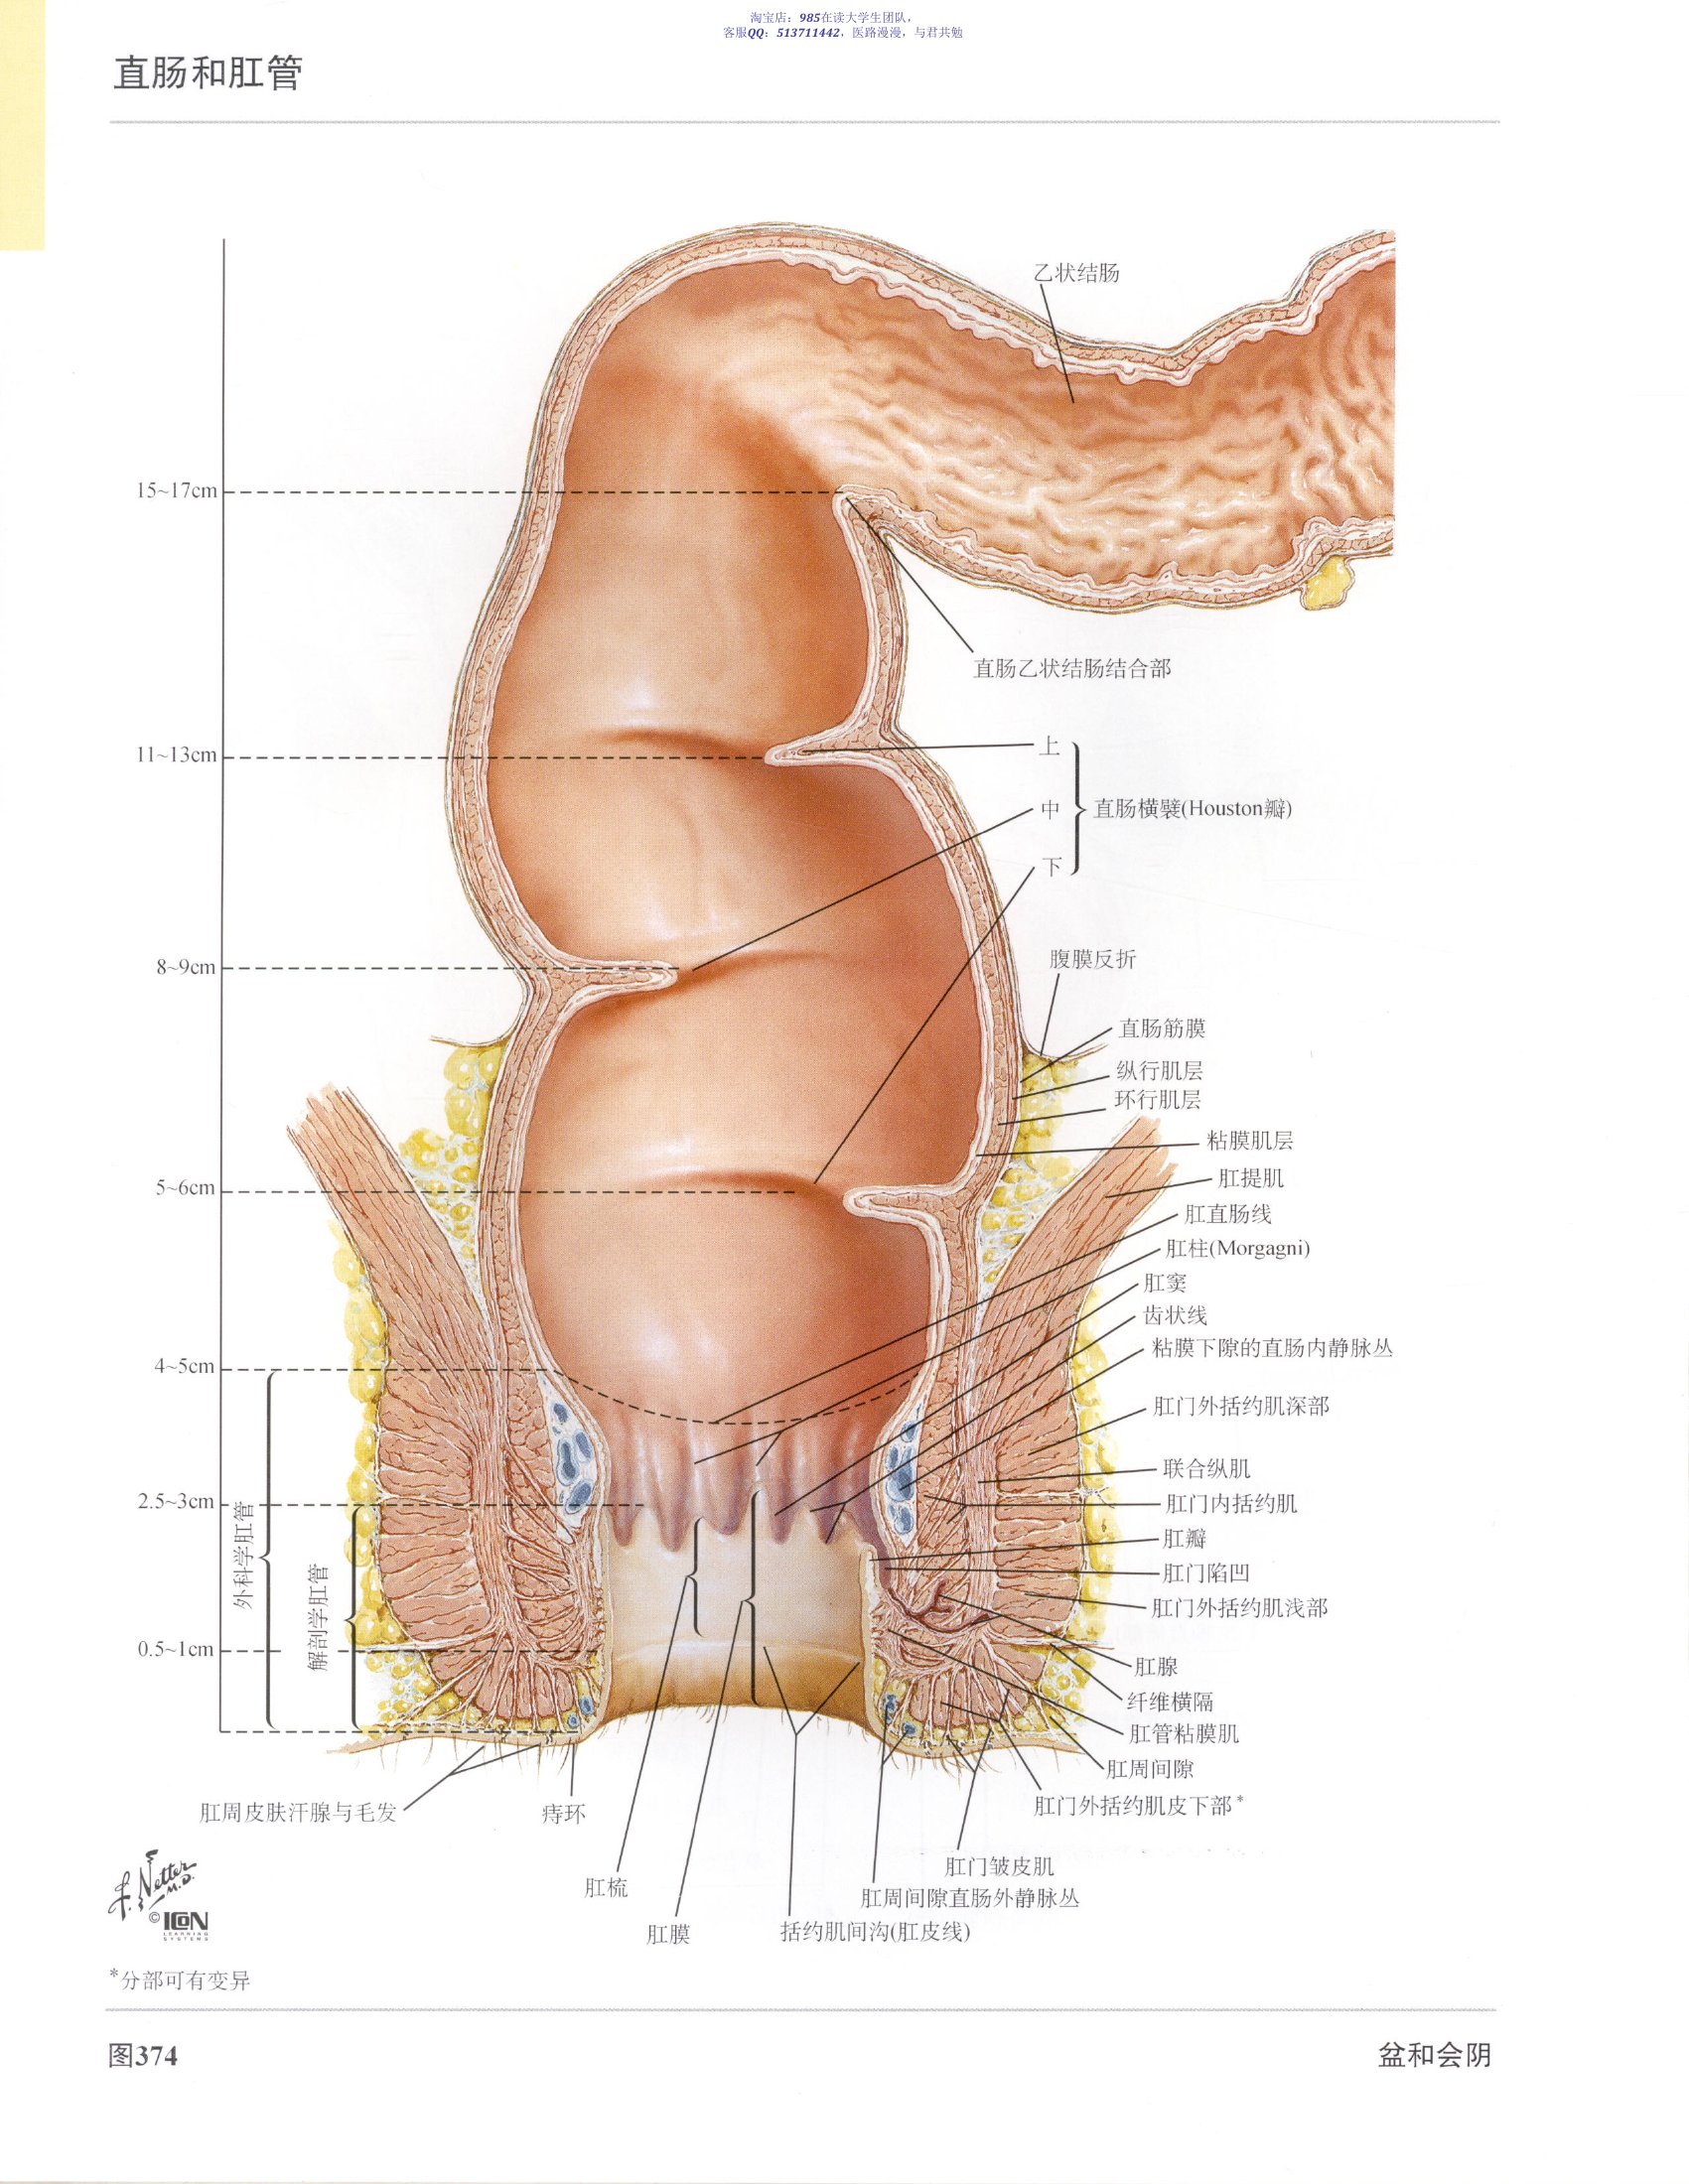 淘宝店：985在读大学生团队，
客服QQ：513711442，医路漫漫，与君共勉
直肠和肛管
乙状结肠
15~17cm
直肠乙状结肠结合部
11~13cm
上
中
下
直肠横襞(Houston瓣)
8~9cm
腹膜反折
直肠筋膜
纵行肌层
环行肌层
粘膜肌层
5~6cm
肛提肌
肛直肠线
肛柱(Morgagni)
肛窦
齿状线
粘膜下隙的直肠内静脉丛
4~5cm
肛门外括约肌深部
联合纵肌
2.5~3cm
肛门内括约肌
肛瓣
肛门陷凹
肛门外括约肌浅部
外科学肛管
解剖学肛管
0.5~1cm
肛腺
纤维横隔
肛管粘膜肌
肛周间隙
肛门外括约肌皮下部*
肛周皮肤汗腺与毛发
痔环
肛门皱皮肌
肛梳
肛周间隙直肠外静脉丛
肛膜
括约肌间沟(肛皮线)
F. Netter M.D.
© ICON
LEARNING SYSTEMS
*分部可有变异
图374
盆和会阴